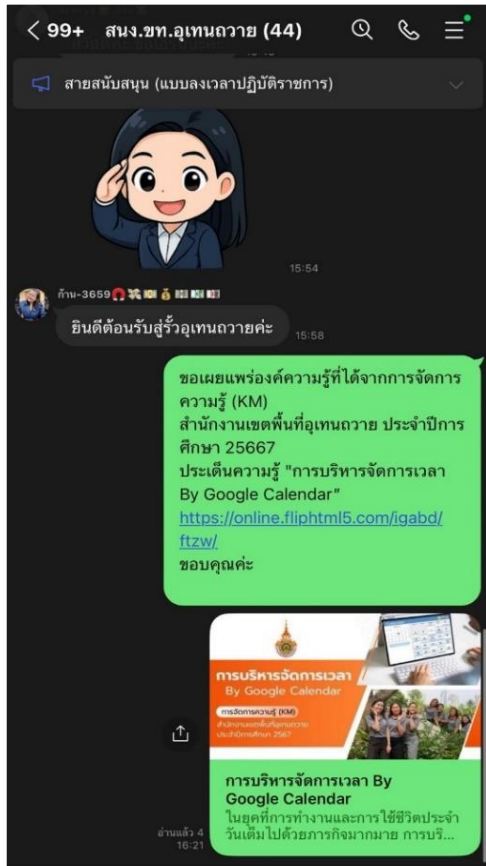 99+ สนง.ขท.อุเทนถวาย (44)
สายสนับสนุน (แบบลงเวลาปฏิบัติราชการ)
15:54
ก้าน-3659
ยินดีต้อนรับสู่รั้วอุเทนถวายค่ะ
15:58
ขอเผยแพร่องค์ความรู้ที่ได้จากการจัดการ
ความรู้ (KM)
สำนักงานเขตพื้นที่อุเทนถวาย ประจำปีการ
ศึกษา 25667
ประเด็นความรู้ "การบริหารจัดการเวลา
By Google Calendar"
https://online.fliphtml5.com/igabd/
ftzw/
ขอบคุณค่ะ
การบริหารจัดการเวลา
By Google Calendar
การจัดการความรู้ (KM)
สำนักงานเขตพื้นที่อุเทนถวาย
ประจำปีการศึกษา 2567
การบริหารจัดการเวลา By
Google Calendar
ในยุคที่การทำงานและการใช้ชีวิตประจำ
วันเต็มไปด้วยภารกิจมากมาย การบริ...
อ่านแล้ว 4
16:21